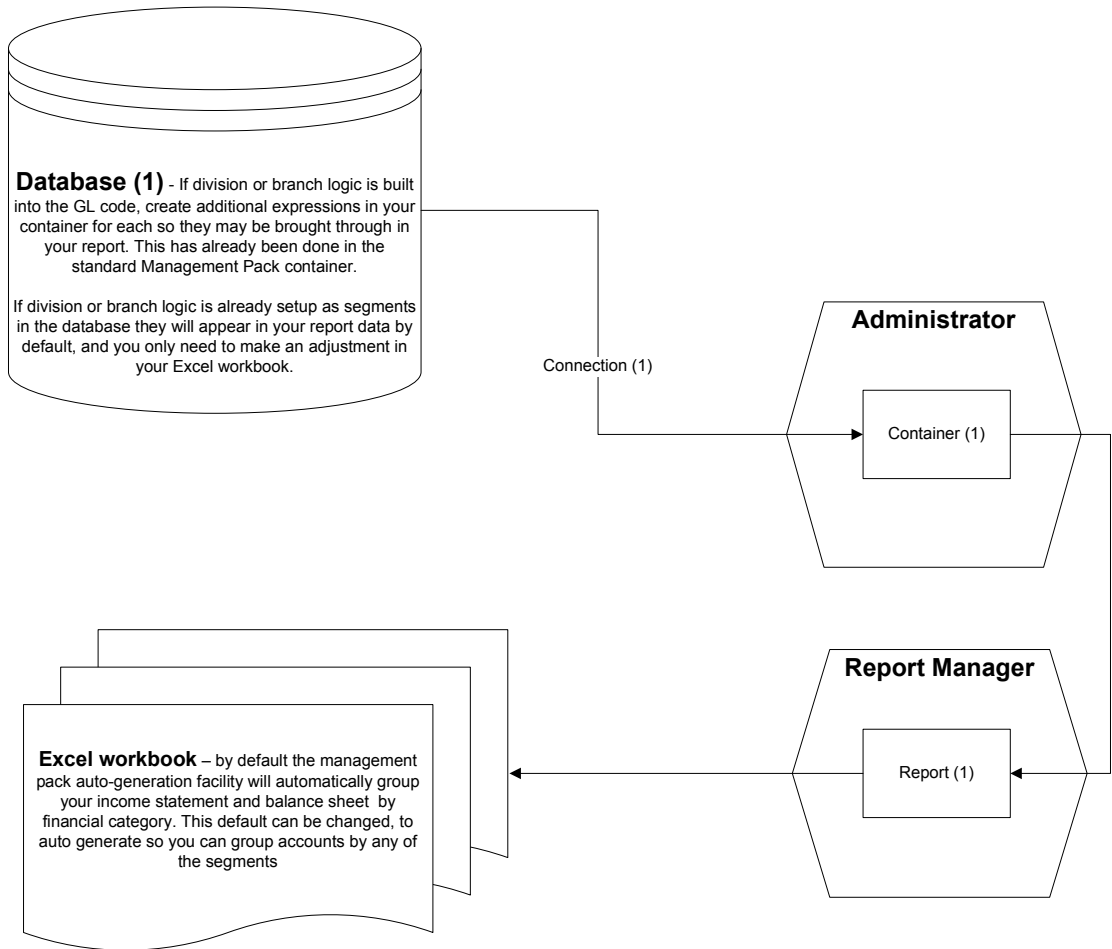 Database (1) - If division or branch logic is built
into the GL code, create additional expressions in your
container for each so they may be brought through in
your report. This has already been done in the
standard Management Pack container.
If division or branch logic is already setup as segments
in the database they will appear in your report data by
default, and you only need to make an adjustment in
your Excel workbook.
Connection (1)
Administrator
Container (1)
Report Manager
Report (1)
Excel workbook – by default the management
pack auto-generation facility will automatically group
your income statement and balance sheet by
financial category. This default can be changed, to
auto generate so you can group accounts by any of
the segments